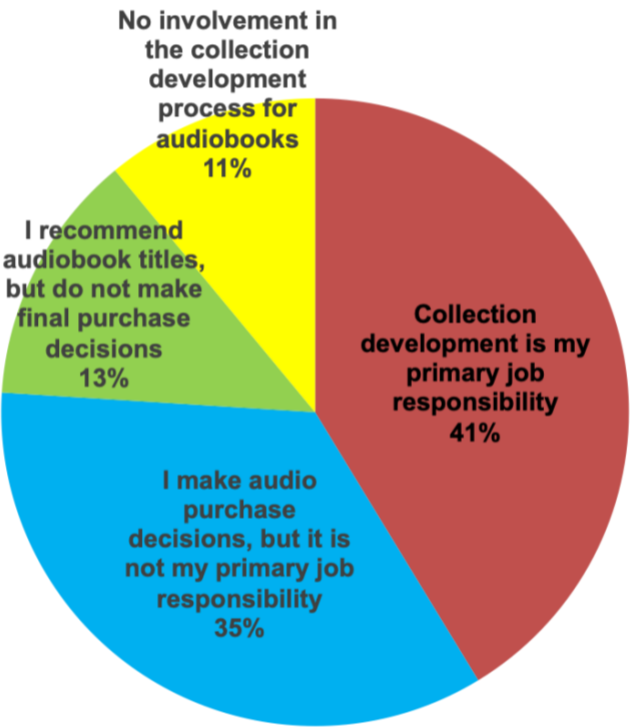 No involvement in
the collection
development
process for
audiobooks
11%
I recommend
audiobook titles,
but do not make
final purchase
decisions
13%
Collection
development is my
primary job
responsibility
41%
I make audio
purchase
decisions, but it is
not my primary job
responsibility
35%